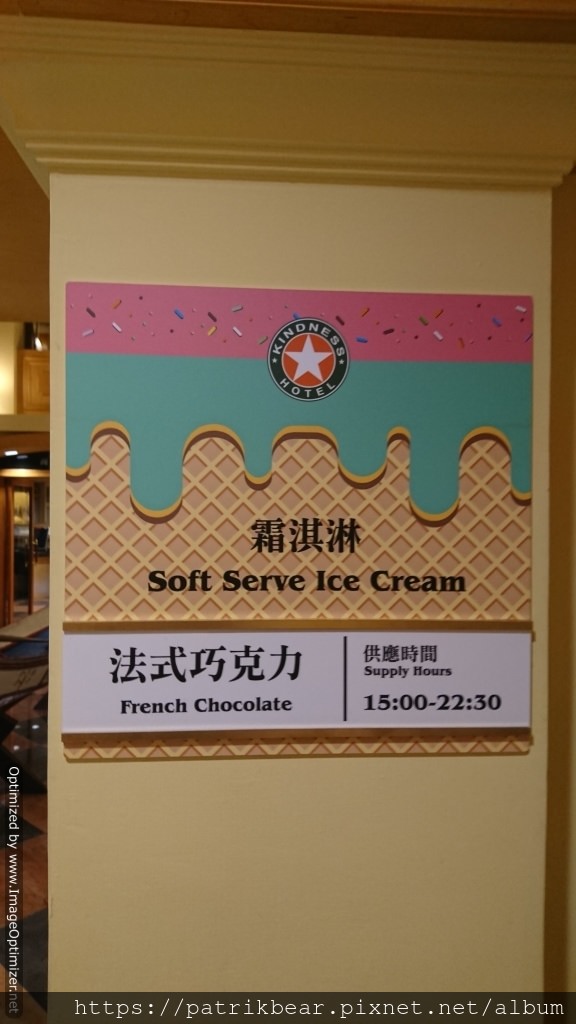 KINDNESS
HOTEL
霜淇淋
Soft Serve Ice Cream
法式巧克力
French Chocolate
供應時間
Supply Hours
15:00-22:30
Optimized by www.ImageOptimizer.net
https://patrikbear.pixnet.net/album